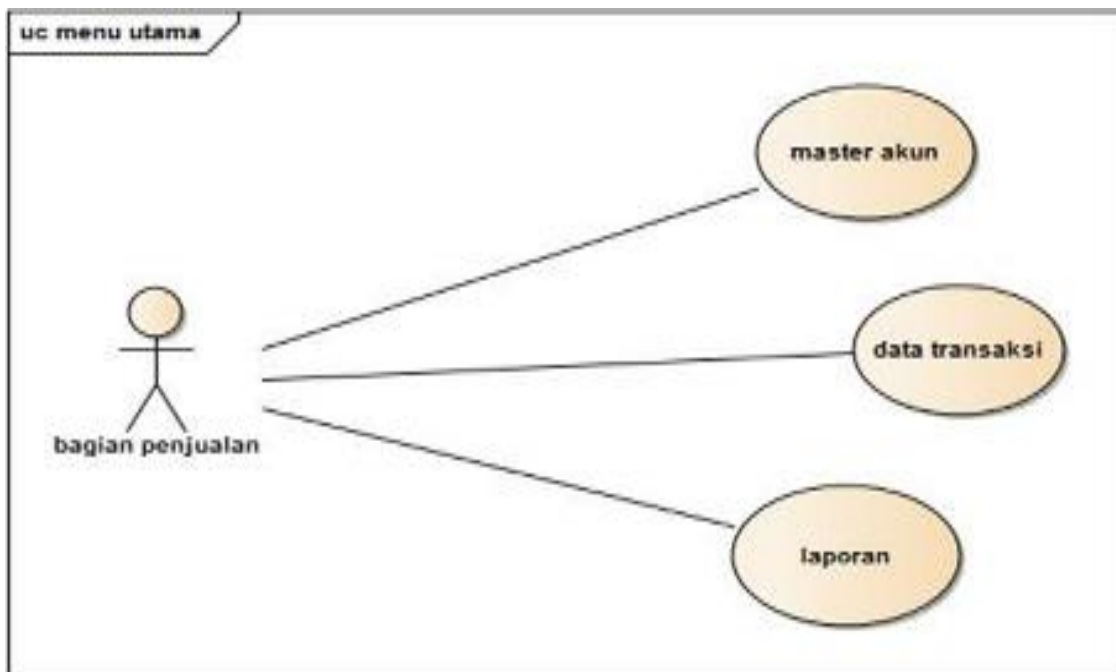 uc menu utama
master akun
data transaksi
bagian penjualan
laporan